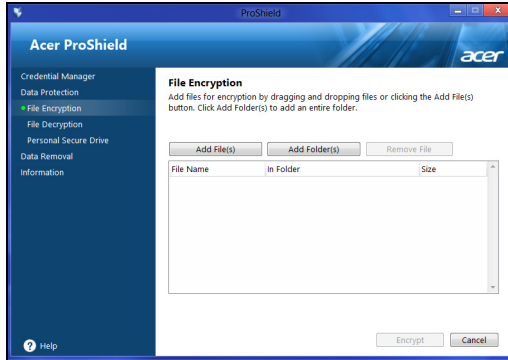 ProShield
Acer ProShield
acer
Credential Manager
Data Protection
File Encryption
File Decryption
Personal Secure Drive
Data Removal
Information
Help
File Encryption
Add files for encryption by dragging and dropping files or clicking the Add File(s)
button. Click Add Folder(s) to add an entire folder.
Add File(s) Add Folder(s) Remove File
File Name In Folder Size
Encrypt Cancel